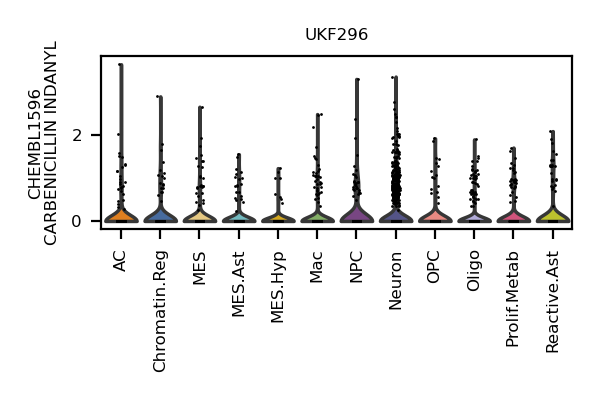 UKF296
CHEMBL1596
CARBENICILLIN INDANYL
2
0
AC
Chromatin.Reg
MES
MES.Ast
MES.Hyp
Mac
NPC
Neuron
OPC
Oligo
Prolif.Metab
Reactive.Ast